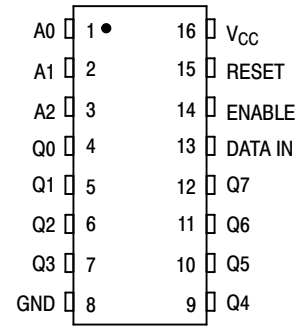 A0 1 16 VCC
A1 2 15 RESET
A2 3 14 ENABLE
Q0 4 13 DATA IN
Q1 5 12 Q7
Q2 6 11 Q6
Q3 7 10 Q5
GND 8 9 Q4